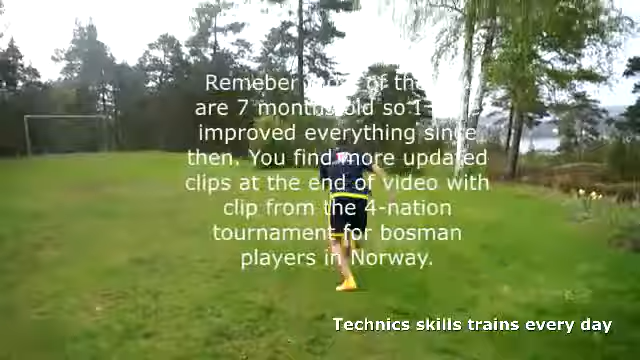 Remeber of the
are 7 months old so I
improved everything since
then. You find more updated
clips at the end of video with
clip from the 4-nation
tournament for bosman
players in Norway.
Technics skills trains every day